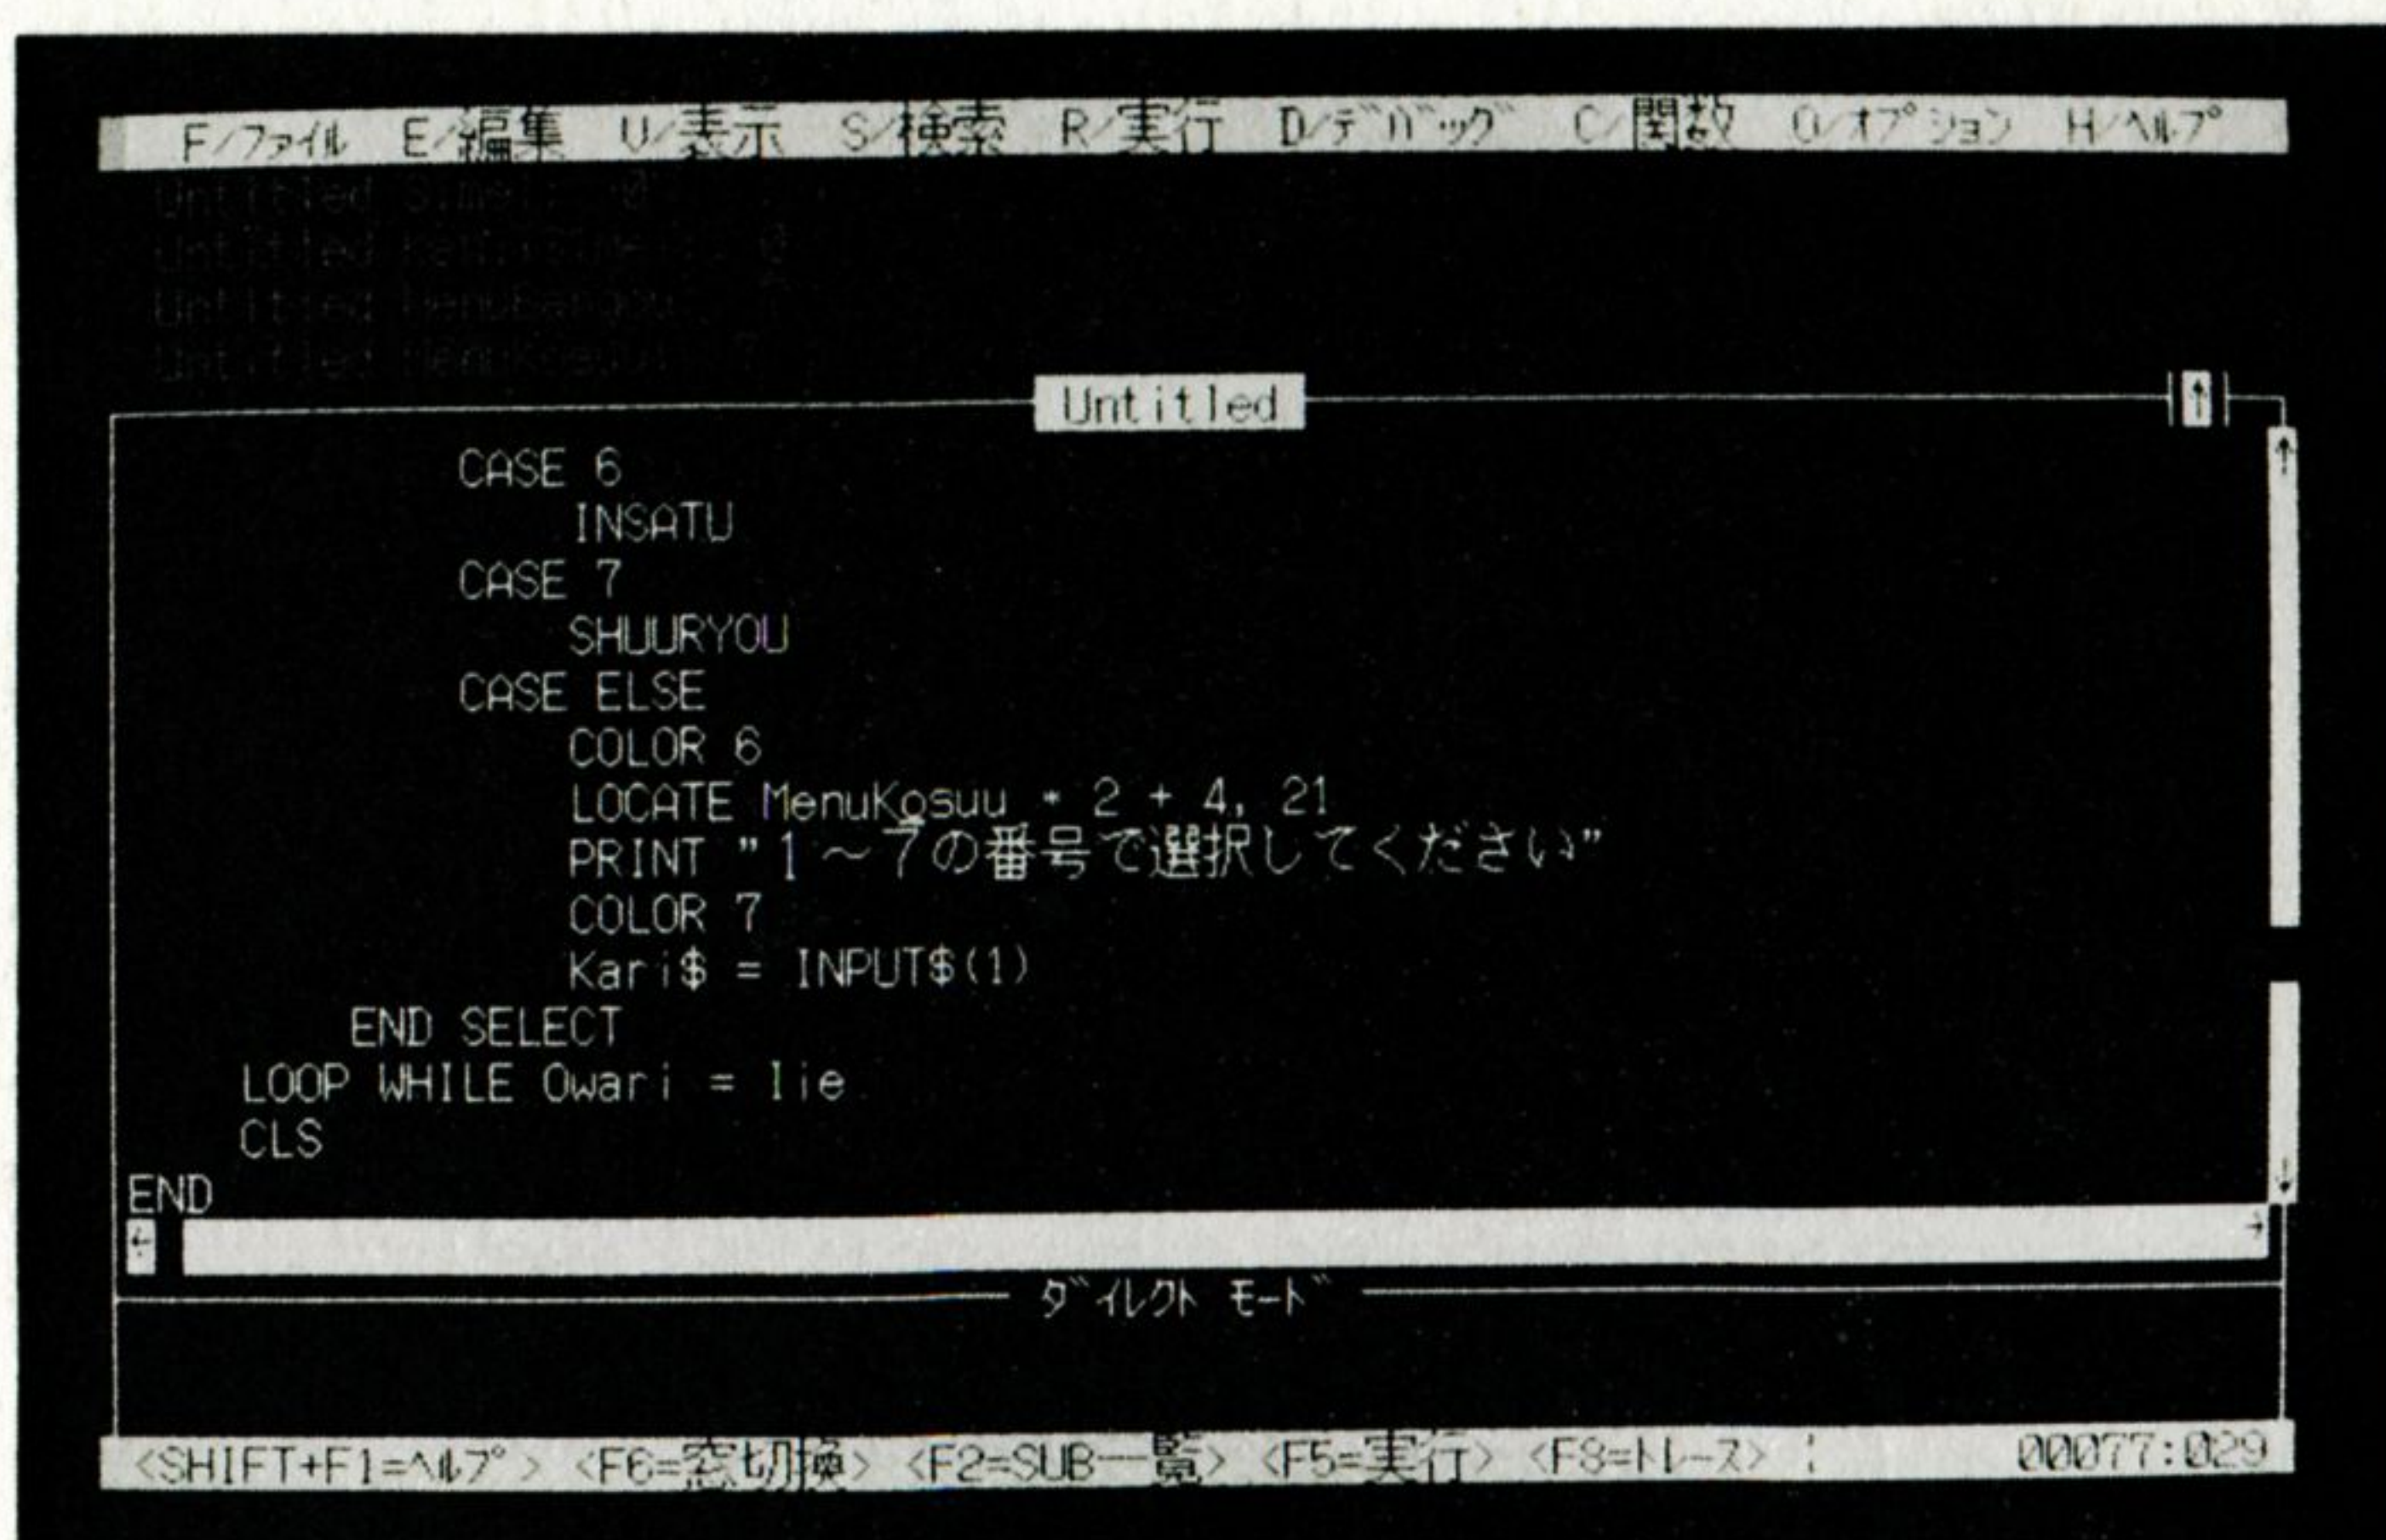 F/ファイル E/編集 V/表示 S/検索 R/実行 D/デバッグ C/関数 O/オプション H/ヘルプ
Untitled
Untitled
Untitled
Untitled
Untitled
CASE 6
INSATU
CASE 7
SHUURYOU
CASE ELSE
COLOR 6
LOCATE MenuKosuu * 2 + 4, 21
PRINT "1～7の番号で選択してください"
COLOR 7
Kari$ = INPUT$(1)
END SELECT
LOOP WHILE Owari = Iie
CLS
END
ダイレクト モード
<SHIFT+F1=ヘルプ> <F6=窓切換> <F2=SUB一覧> <F5=実行> <F8=トレース> 00077:029